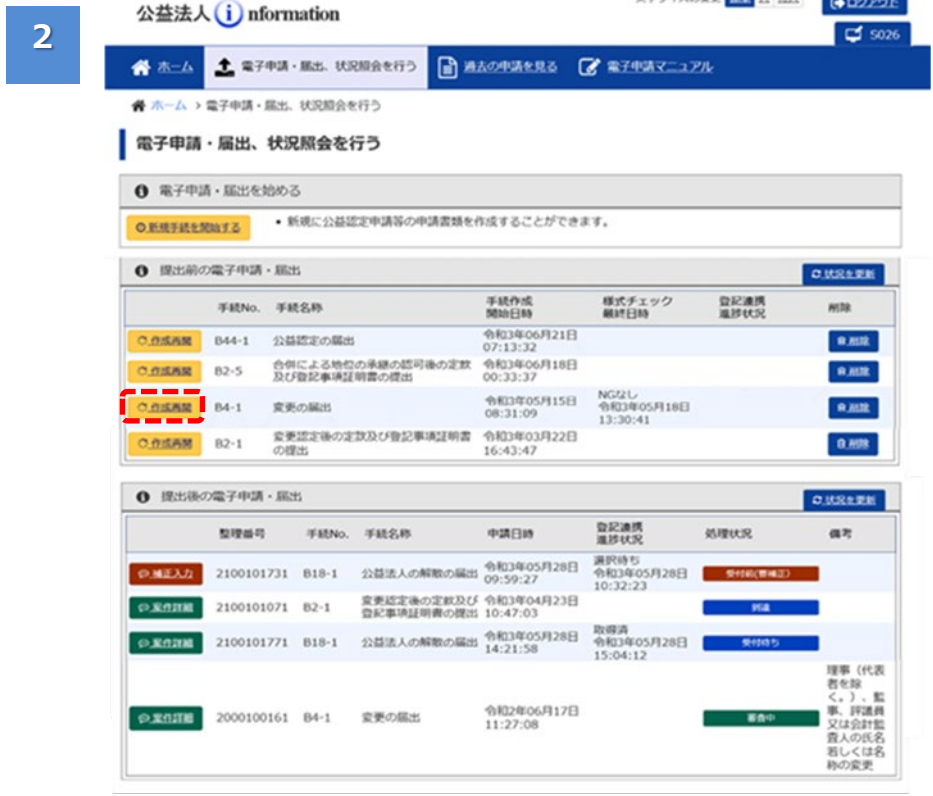 2
公益法人 information
文字サイズの変更
ログアウト
S026
ホーム 電子申請・届出、状況照会を行う 過去の申請を見る 電子申請マニュアル
ホーム > 電子申請・届出、状況照会を行う
電子申請・届出、状況照会を行う
電子申請・届出を始める
新規手続を開始する ・新規に公益認定申請等の申請書類を作成することができます。
提出前の電子申請・届出 状況を更新
手続No. 手続名称 手続作成 様式チェック 登記連携 削除
開始日時 最終日時 進捗状況
作成再開 B44-1 公益認定の届出 令和3年06月21日 削除
07:13:32
作成再開 B2-5 合併による地位の承継の認可後の定款 令和3年06月18日 削除
及び登記事項証明書の提出 00:33:37
作成再開 B4-1 変更の届出 令和3年05月15日 NGなし 削除
08:31:09 令和3年05月18日
13:30:41
作成再開 B2-1 変更認定後の定款及び登記事項証明書 令和3年03月22日 削除
の提出 16:43:47
提出後の電子申請・届出 状況を更新
整理番号 手続No. 手続名称 申請日時 登記連携 処理状況 備考
進捗状況
補正入力 2100101731 B18-1 公益法人の解散の届出 令和3年05月28日 選択待ち 受付前(要補正)
09:59:27 令和3年05月28日
10:32:23
案件詳細 2100101071 B2-1 変更認定後の定款及び 令和3年04月23日 到達
登記事項証明書の提出 10:47:03
案件詳細 2100101771 B18-1 公益法人の解散の届出 令和3年05月28日 取得済 受付待ち
14:21:58 令和3年05月28日
15:04:12
案件詳細 2000100161 B4-1 変更の届出 令和2年06月17日 審査中
11:27:08
理事（代表
者を除
く。）、監
事、評議員
又は会計監
査人の氏名
若しくは名
称の変更